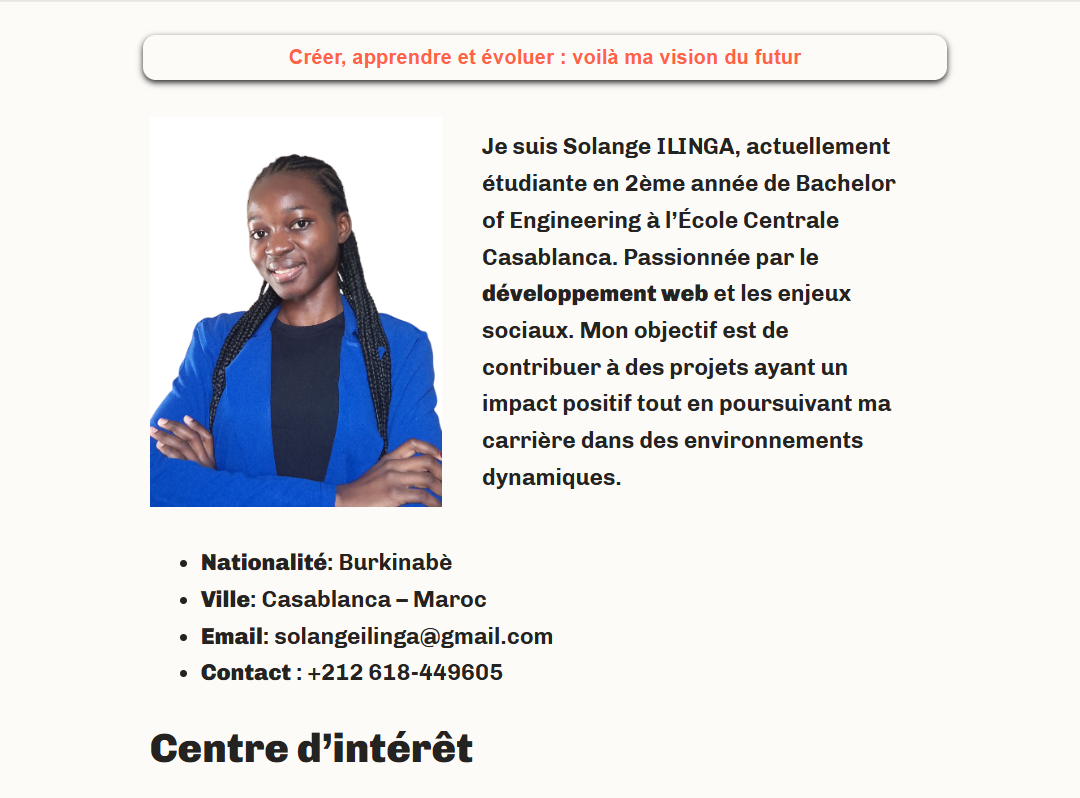 Créer, apprendre et évoluer : voilà ma vision du futur
Je suis Solange ILINGA, actuellement
étudiante en 2ème année de Bachelor
of Engineering à l’École Centrale
Casablanca. Passionnée par le
développement web et les enjeux
sociaux. Mon objectif est de
contribuer à des projets ayant un
impact positif tout en poursuivant ma
carrière dans des environnements
dynamiques.
Nationalité: Burkinabè
Ville: Casablanca – Maroc
Email: solangeilinga@gmail.com
Contact : +212 618-449605
Centre d’intérêt